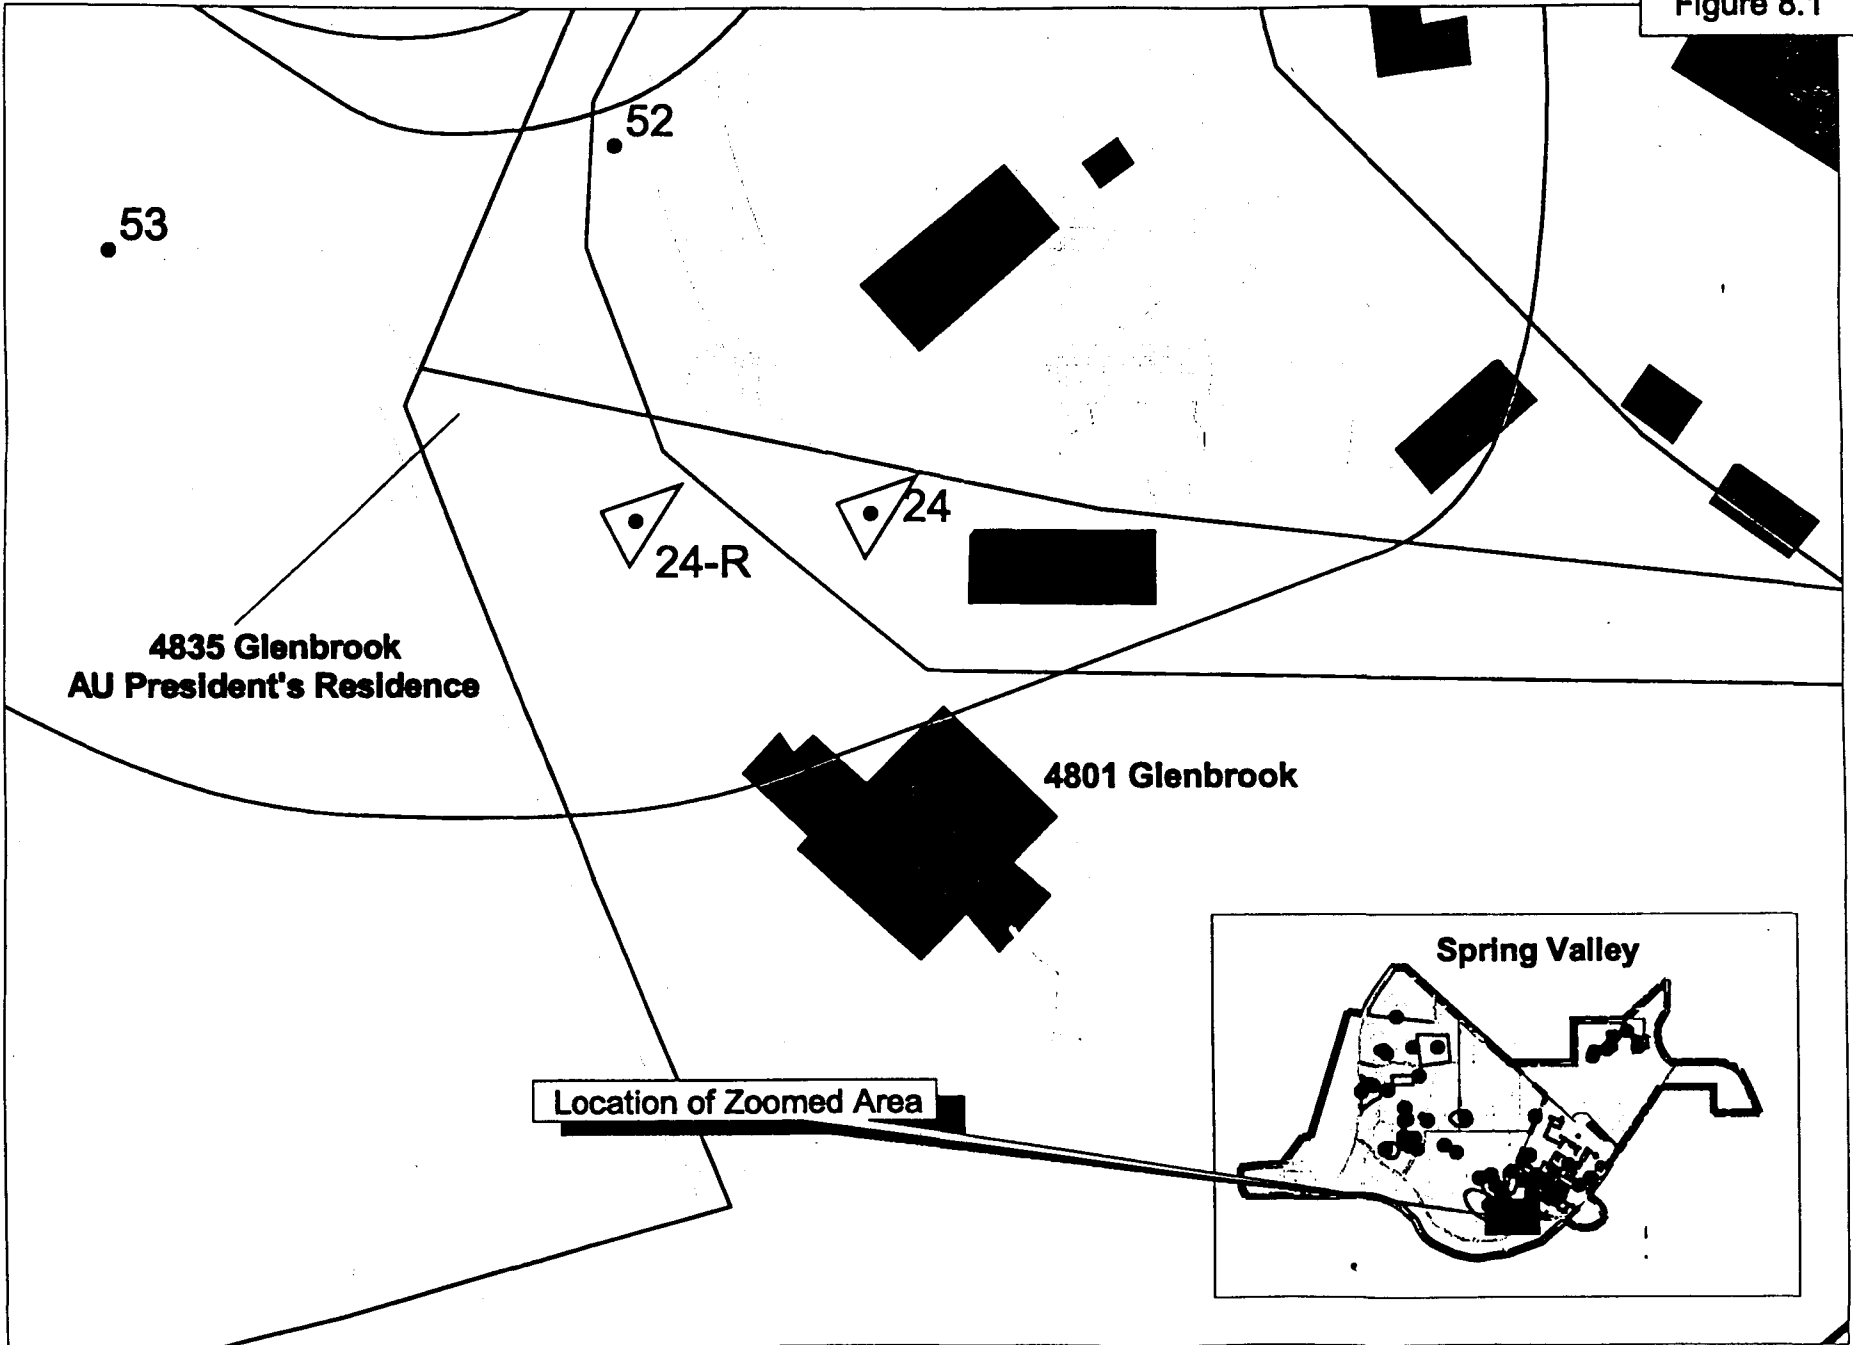 Figure 8.1
52
53
24
24-R
4835 Glenbrook
AU President's Residence
4801 Glenbrook
Spring Valley
Location of Zoomed Area